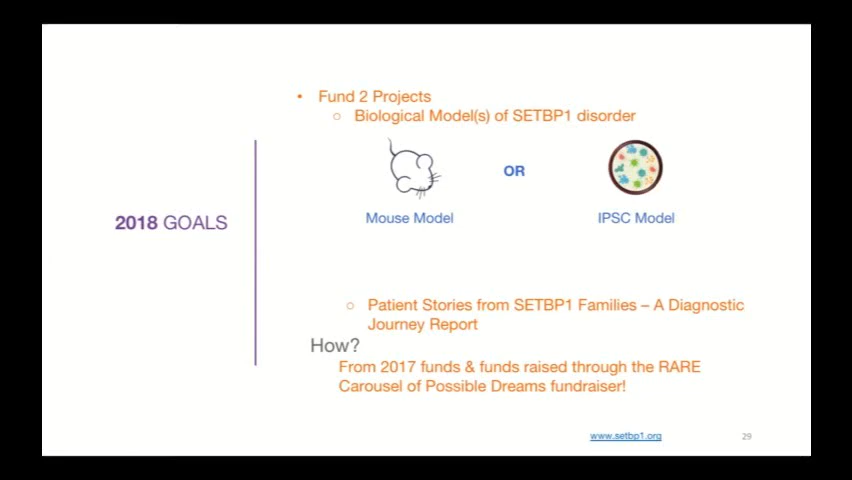 • Fund 2 Projects
○ Biological Model(s) of SETBP1 disorder
OR
Mouse Model
IPSC Model
2018 GOALS
○ Patient Stories from SETBP1 Families – A Diagnostic
Journey Report
How?
From 2017 funds & funds raised through the RARE
Carousel of Possible Dreams fundraiser!
www.setbp1.org
29